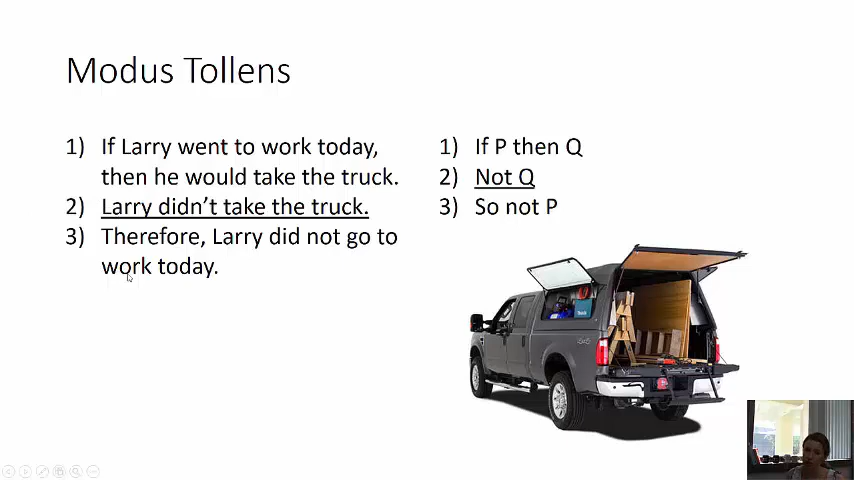 Modus Tollens
1) If Larry went to work today,
then he would take the truck.
2) Larry didn't take the truck.
3) Therefore, Larry did not go to
work today.
1) If P then Q
2) Not Q
3) So not P